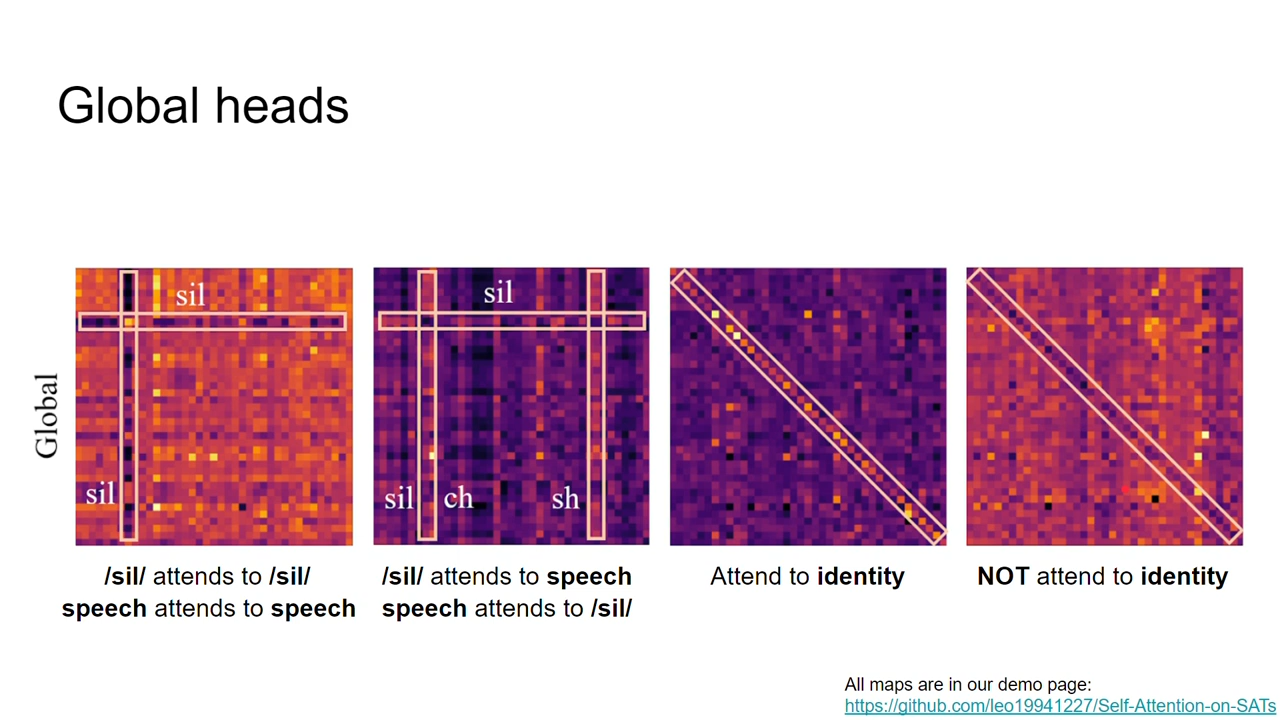 Global heads
Global
sil
sil
sil
sil
ch
sh
/sil/ attends to /sil/
speech attends to speech
/sil/ attends to speech
speech attends to /sil/
Attend to identity
NOT attend to identity
All maps are in our demo page:
https://github.com/leo19941227/Self-Attention-on-SATs